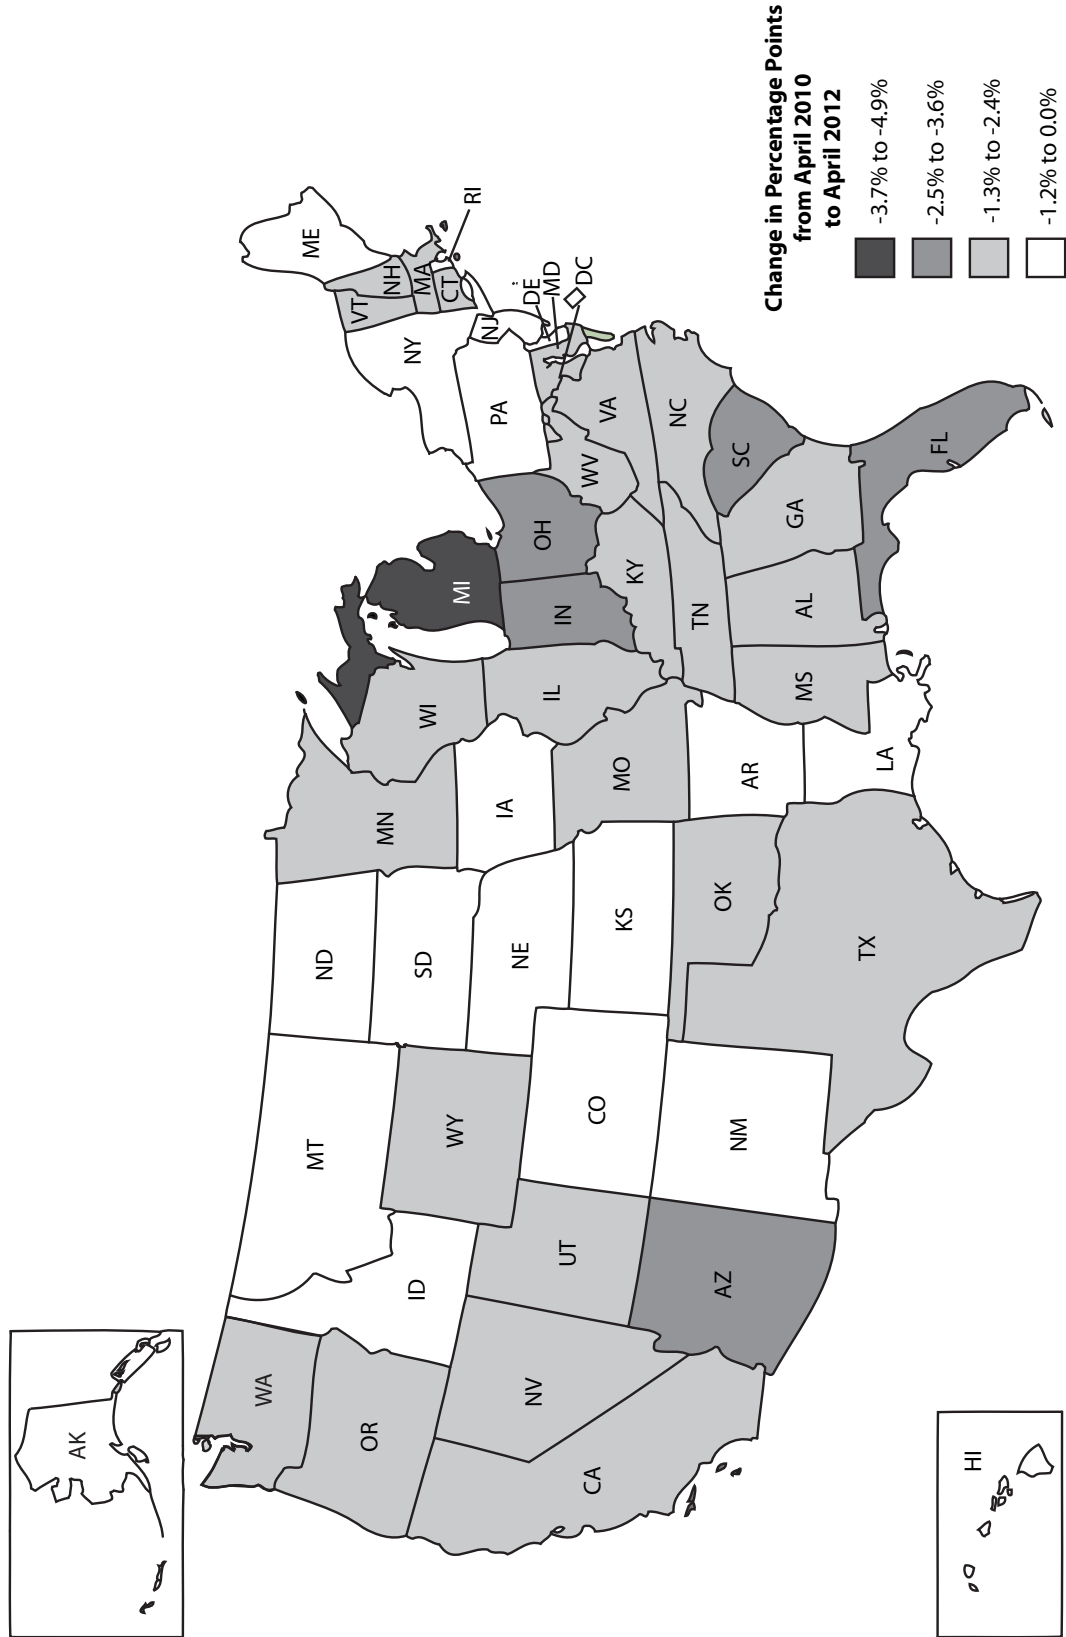 Change in Percentage Points
from April 2010
to April 2012
-3.7% to -4.9%
-2.5% to -3.6%
-1.3% to -2.4%
-1.2% to 0.0%
AK
HI
WA
OR
CA
NV
ID
MT
WY
UT
AZ
CO
NM
ND
SD
NE
KS
OK
TX
MN
IA
MO
AR
LA
WI
IL
MI
IN
OH
KY
TN
MS
AL
GA
FL
SC
NC
VA
WV
PA
NY
NJ
DE
MD
DC
VT
NH
MA
CT
RI
ME